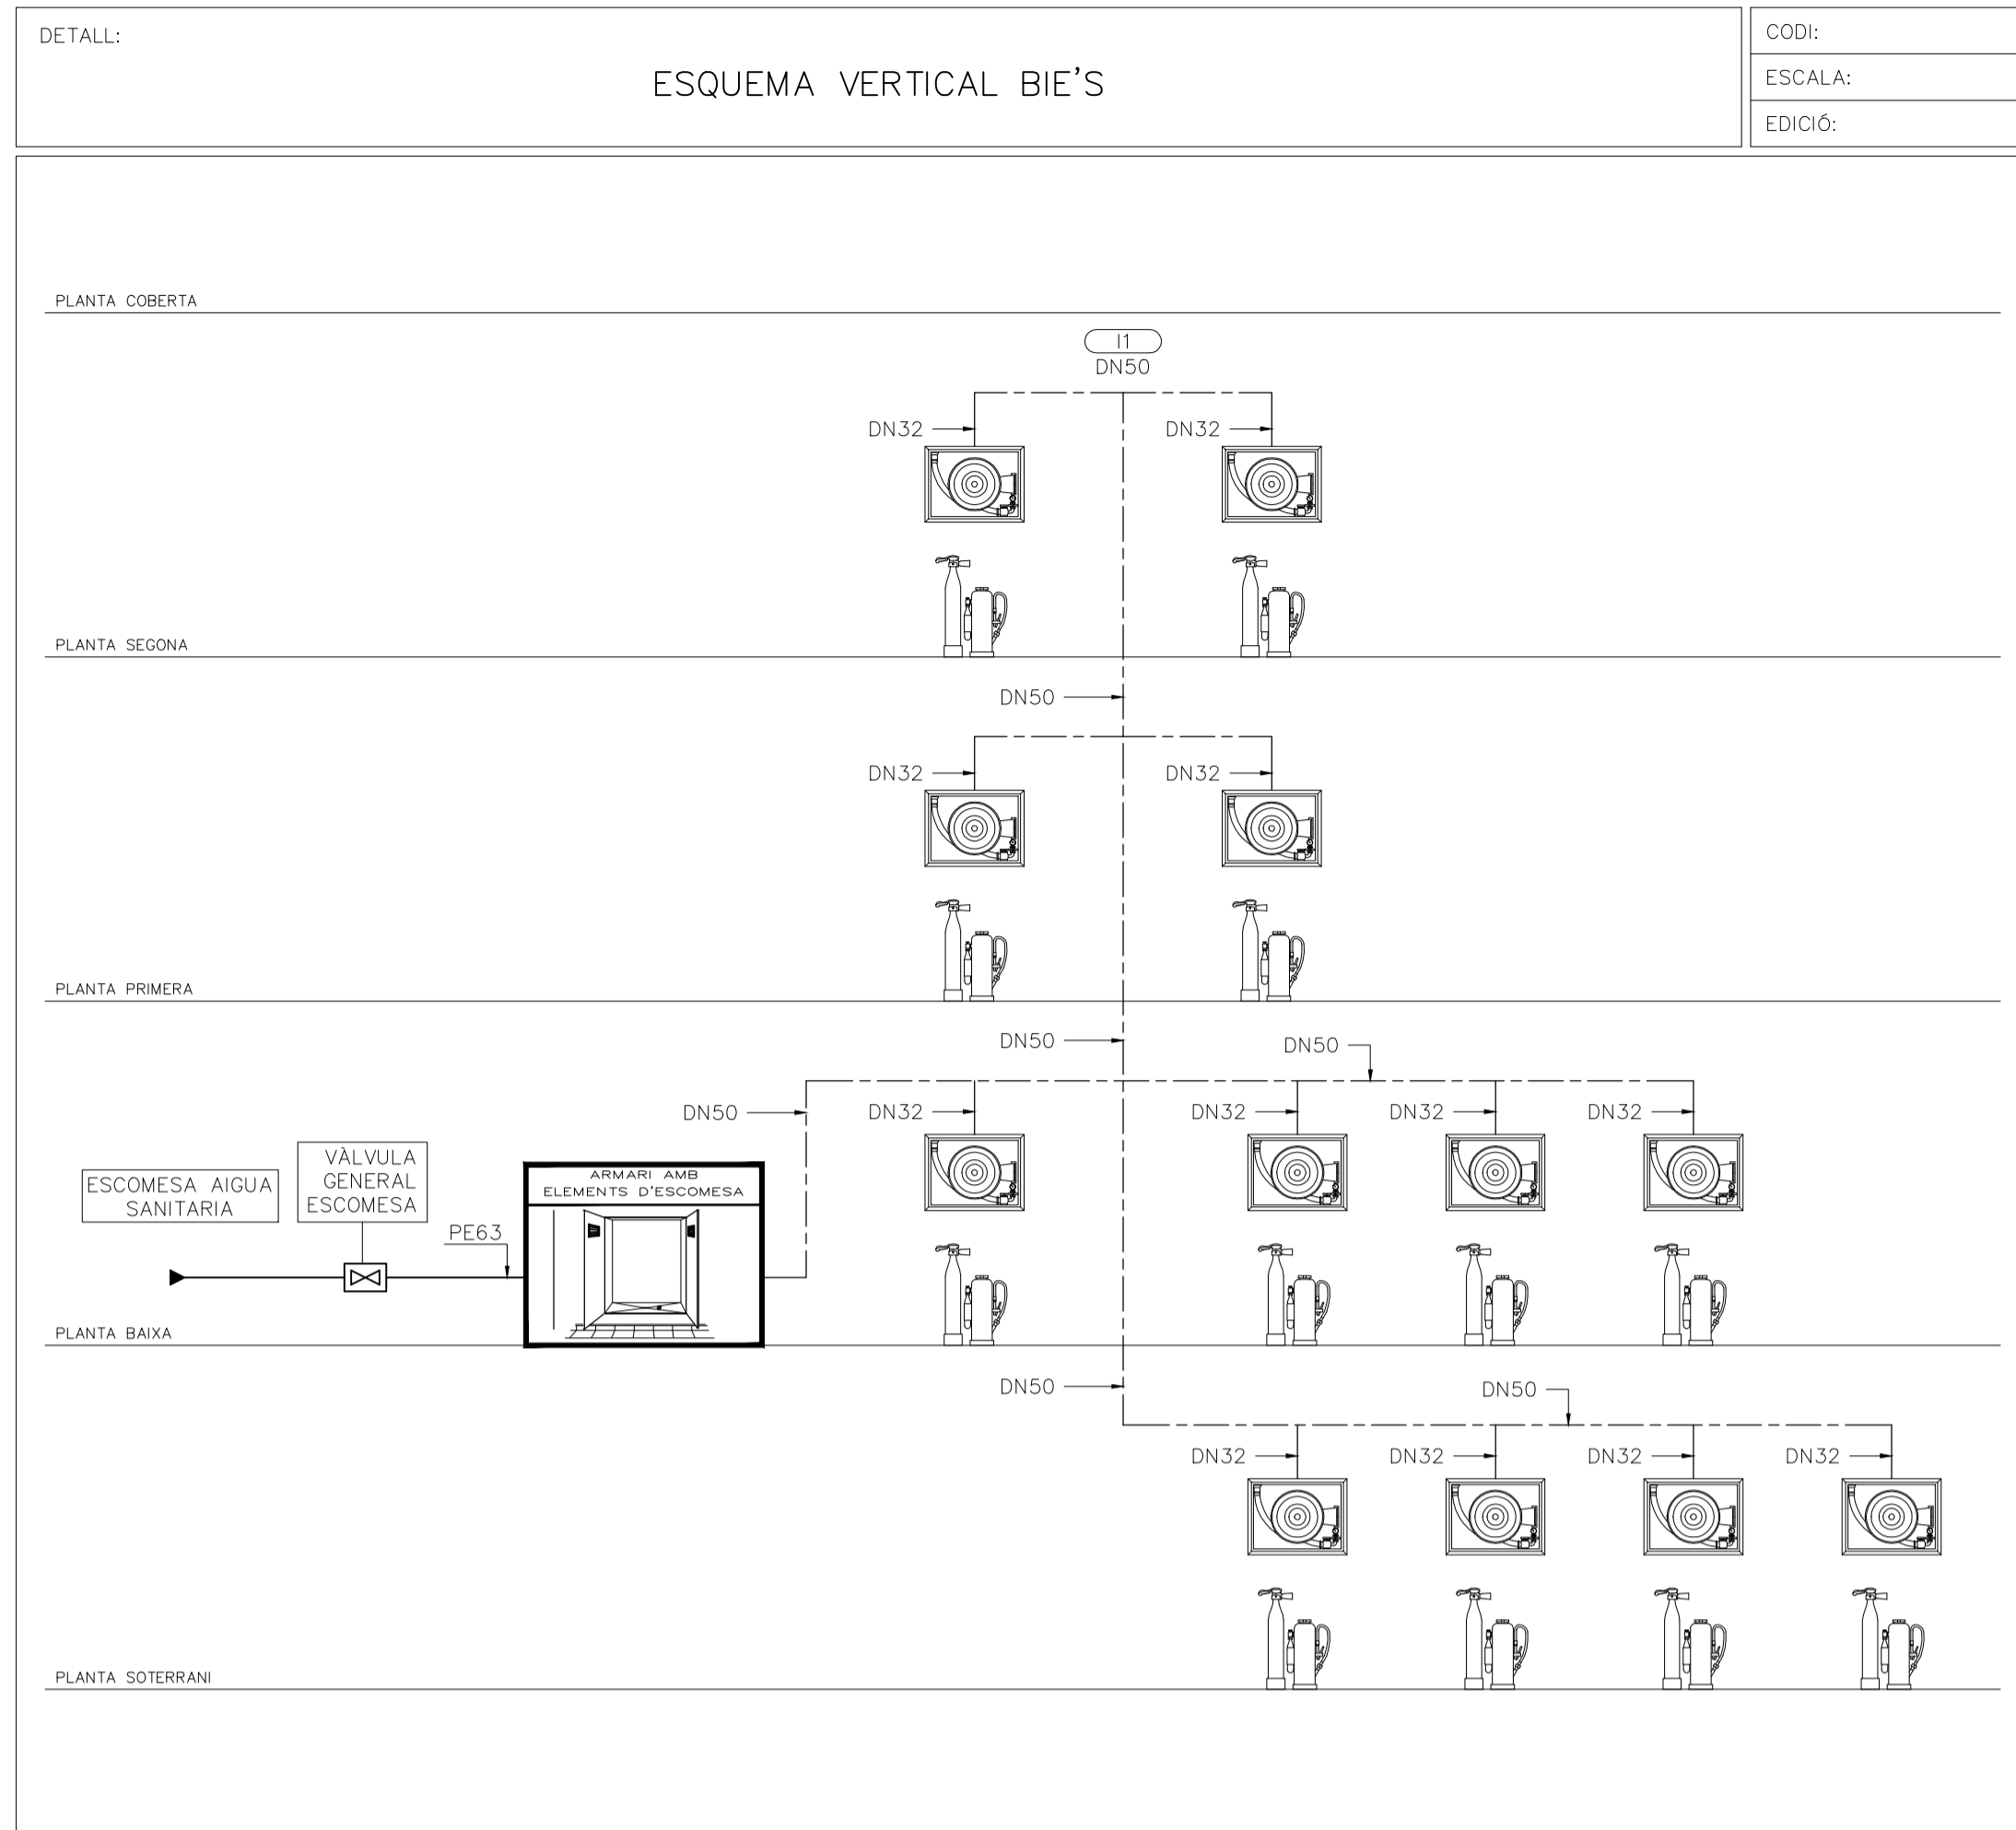 DETALL:
ESQUEMA VERTICAL BIE'S
CODI:
ESCALA:
EDICIÓ:
PLANTA COBERTA
I1
DN50
DN32
DN32
PLANTA SEGONA
DN50
DN32
DN32
PLANTA PRIMERA
DN50
DN50
DN50
DN32
DN32
DN32
DN32
ESCOMESA AIGUA
SANITARIA
VÀLVULA
GENERAL
ESCOMESA
PE63
ARMARI AMB
ELEMENTS D'ESCOMESA
PLANTA BAIXA
DN50
DN50
DN32
DN32
DN32
DN32
PLANTA SOTERRANI